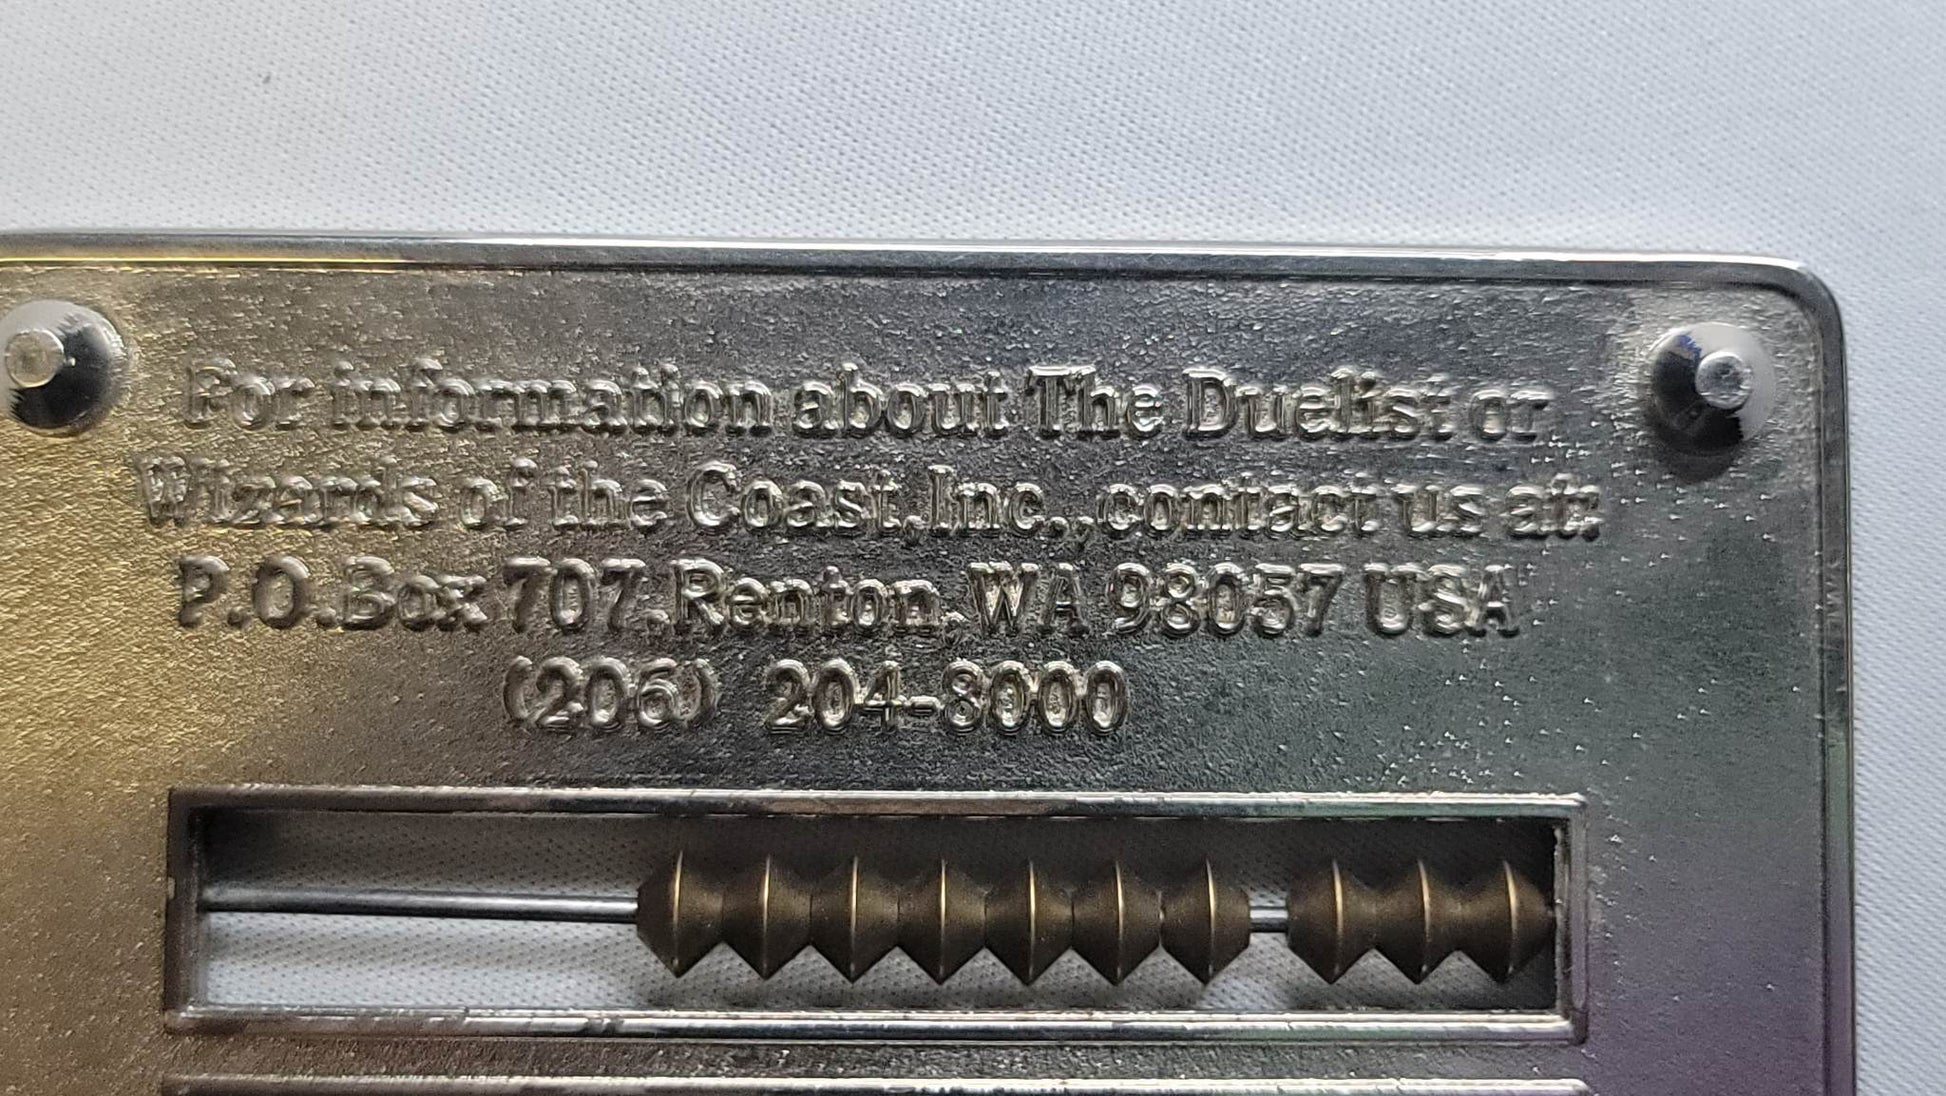 For information about The Duelist or
Wizards of the Coast, Inc., contact us at:
P.O.Box 707, Renton, WA 98057 USA
(206) 204-8000